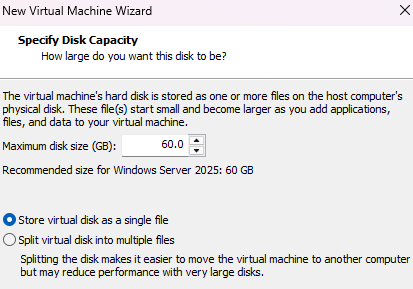 New Virtual Machine Wizard
Specify Disk Capacity
How large do you want this disk to be?
The virtual machine's hard disk is stored as one or more files on the host computer's
physical disk. These file(s) start small and become larger as you add applications,
files, and data to your virtual machine.
Maximum disk size (GB): 60.0
Recommended size for Windows Server 2025: 60 GB
Store virtual disk as a single file
Split virtual disk into multiple files
Splitting the disk makes it easier to move the virtual machine to another computer
but may reduce performance with very large disks.